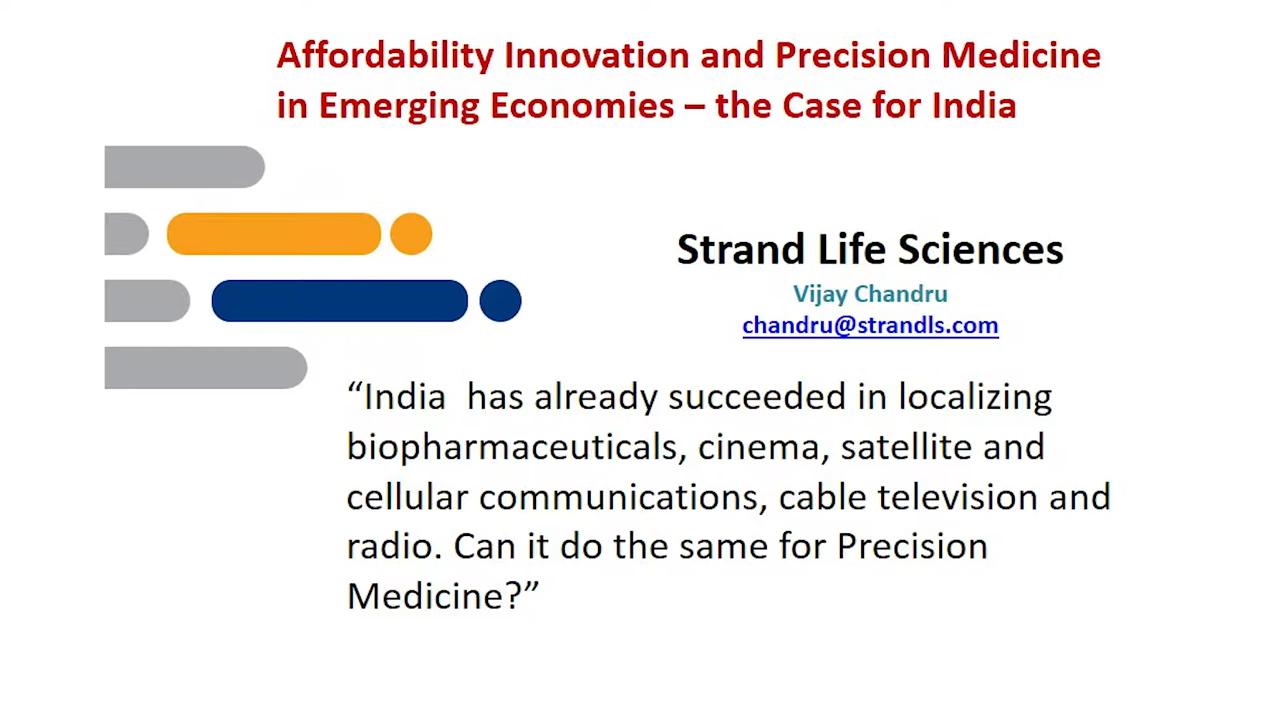 Affordability Innovation and Precision Medicine
in Emerging Economies – the Case for India
Strand Life Sciences
Vijay Chandru
chandru@strandls.com
“India  has already succeeded in localizing
biopharmaceuticals, cinema, satellite and
cellular communications, cable television and
radio. Can it do the same for Precision
Medicine?”